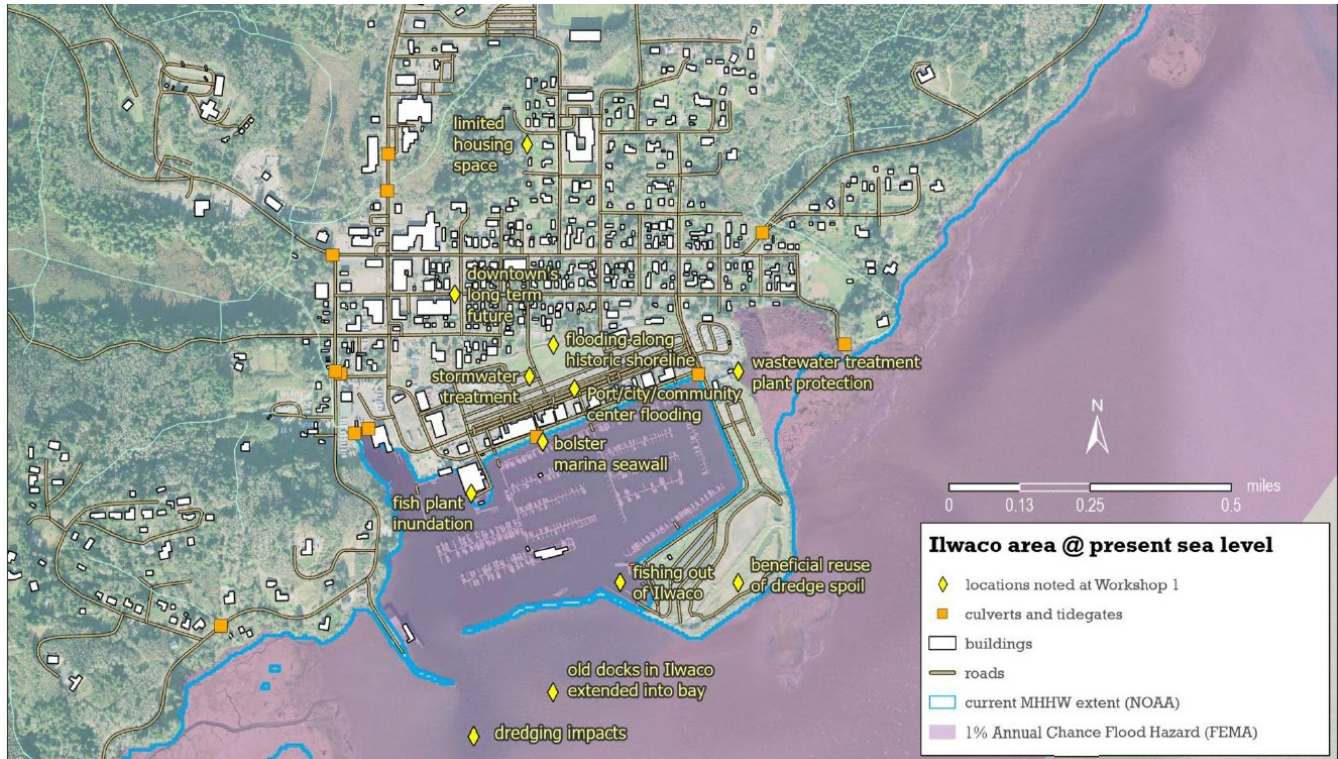 limited
housing
space
downtown's
long-term
future
flooding along
historic shoreline
stormwater
treatment
wastewater treatment
plant protection
Port/city/community
center flooding
bolster
marina seawall
fish plant
inundation
fishing out
of Ilwaco
beneficial reuse
of dredge spoil
old docks in Ilwaco
extended into bay
dredging impacts
N
miles
0 0.13 0.25 0.5
Ilwaco area @ present sea level
locations noted at Workshop 1
culverts and tidegates
buildings
roads
current MHHW extent (NOAA)
1% Annual Chance Flood Hazard (FEMA)